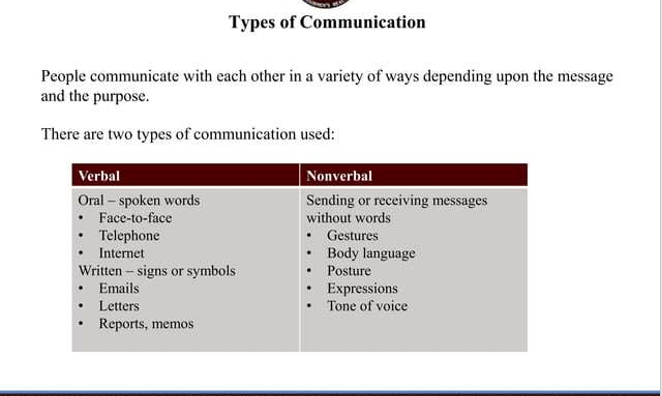 Types of Communication
People communicate with each other in a variety of ways depending upon the message
and the purpose.
There are two types of communication used:
Verbal
Oral – spoken words
• Face-to-face
• Telephone
• Internet
Written – signs or symbols
• Emails
• Letters
• Reports, memos
Nonverbal
Sending or receiving messages
without words
• Gestures
• Body language
• Posture
• Expressions
• Tone of voice